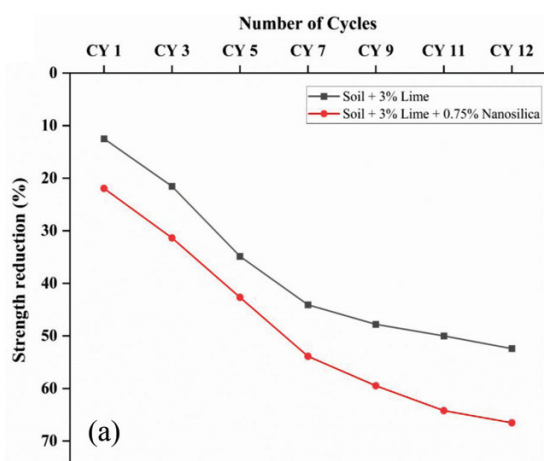 Number of Cycles
CY 1 CY 3 CY 5 CY 7 CY 9 CY 11 CY 12
Strength reduction (%)
0
10
20
30
40
50
60
70
Soil + 3% Lime
Soil + 3% Lime + 0.75% Nanosilica
(a)